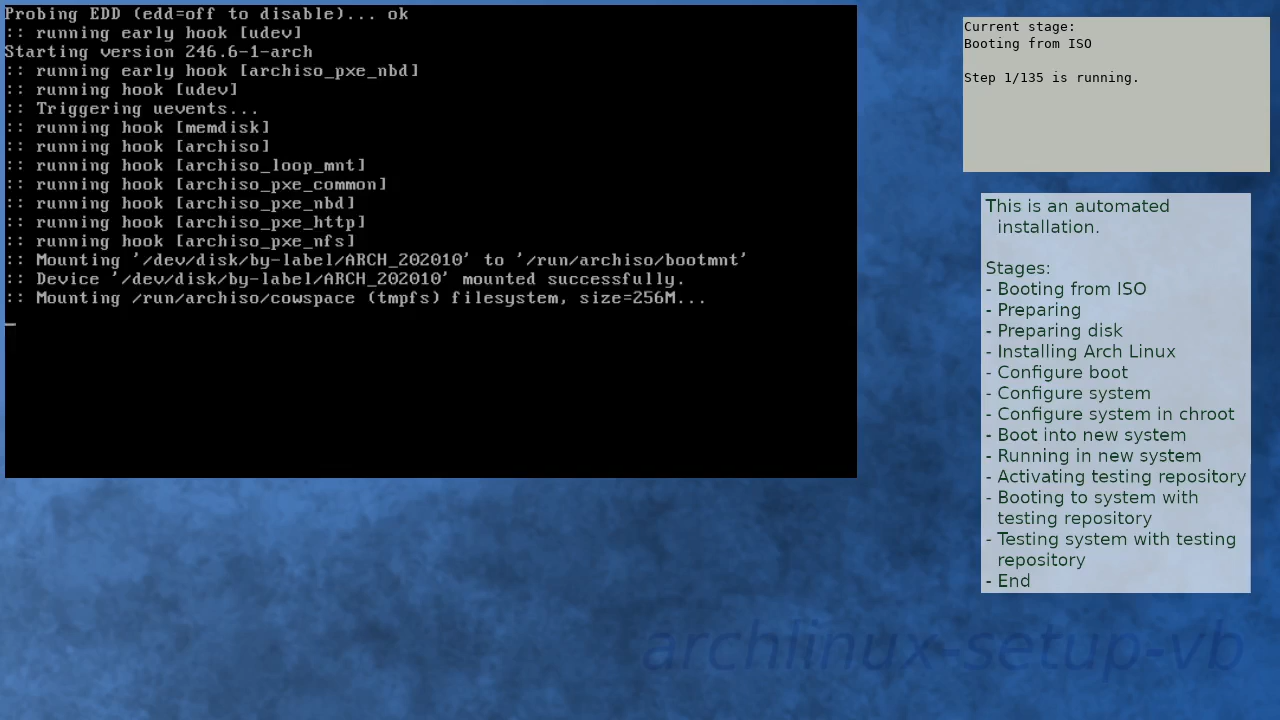 Probing EDD (edd=off to disable)... ok
:: running early hook [udev]
Starting version 246.6-1-arch
:: running early hook [archiso_pxe_nbd]
:: running hook [udev]
:: Triggering uevents...
:: running hook [memdisk]
:: running hook [archiso]
:: running hook [archiso_loop_mnt]
:: running hook [archiso_pxe_common]
:: running hook [archiso_pxe_nbd]
:: running hook [archiso_pxe_http]
:: running hook [archiso_pxe_nfs]
:: Mounting '/dev/disk/by-label/ARCH_202010' to '/run/archiso/bootmnt'
:: Device '/dev/disk/by-label/ARCH_202010' mounted successfully.
:: Mounting /run/archiso/cowspace (tmpfs) filesystem, size=256M...
Current stage:
Booting from ISO
Step 1/135 is running.
This is an automated
installation.
Stages:
- Booting from ISO
- Preparing
- Preparing disk
- Installing Arch Linux
- Configure boot
- Configure system
- Configure system in chroot
- Boot into new system
- Running in new system
- Activating testing repository
- Booting to system with
testing repository
- Testing system with testing
repository
- End
archlinux-setup-vb